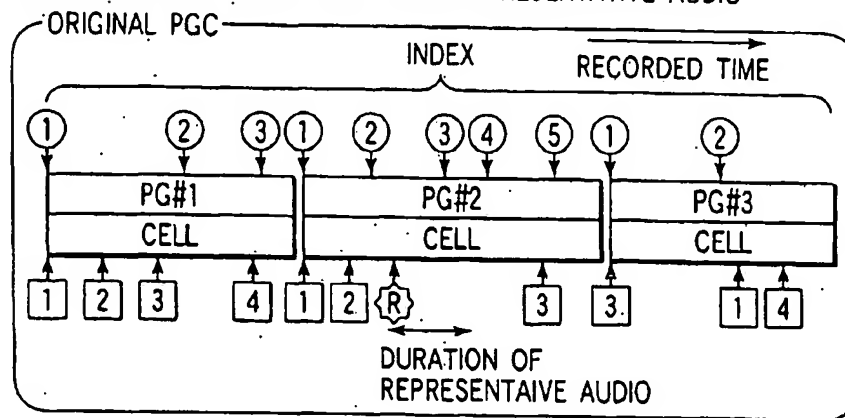 ORIGINAL PGC
INDEX
RECORDED TIME
1 2 3 1 2 3 4 5 1 2
PG#1 PG#2 PG#3
CELL CELL CELL
1 2 3 4 1 2 R 3 3 1 4
DURATION OF
REPRESENTAIVE AUDIO